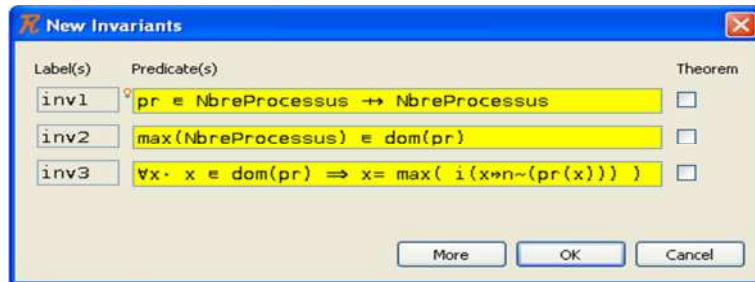 New Invariants
Label(s) Predicate(s) Theorem
inv1 pr ∈ NbreProcessus ⇸ NbreProcessus
inv2 max(NbreProcessus) ∈ dom(pr)
inv3 ∀x· x ∈ dom(pr) ⇒ x= max( i(x↦n~(pr(x))) )
More OK Cancel